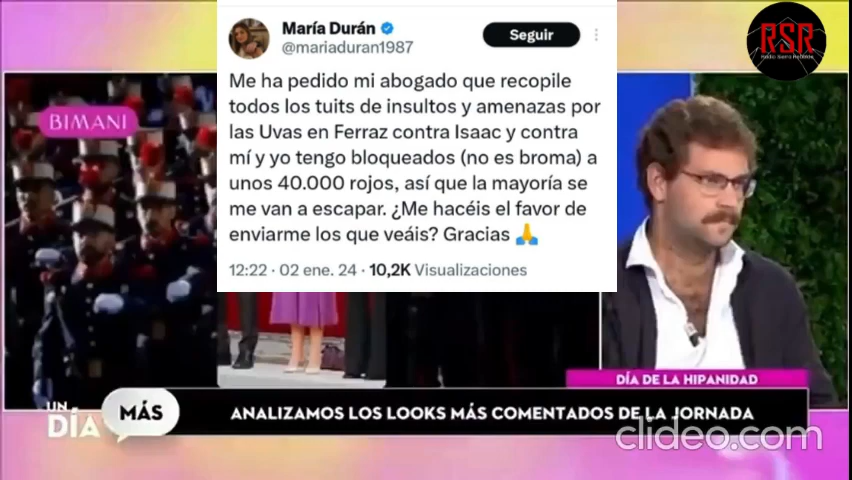 María Durán
@mariaduran1987
Seguir
Me ha pedido mi abogado que recopile
todos los tuits de insultos y amenazas por
las Uvas en Ferraz contra Isaac y contra
mí y yo tengo bloqueados (no es broma) a
unos 40.000 rojos, así que la mayoría se
me van a escapar. ¿Me hacéis el favor de
enviarme los que veáis? Gracias 🙏
12:22 · 02 ene. 24 · 10,2K Visualizaciones
RSR
BIMANI
DÍA DE LA HIPANIDAD
UN DÍA MÁS
ANALIZAMOS LOS LOOKS MÁS COMENTADOS DE LA JORNADA
clideo.com